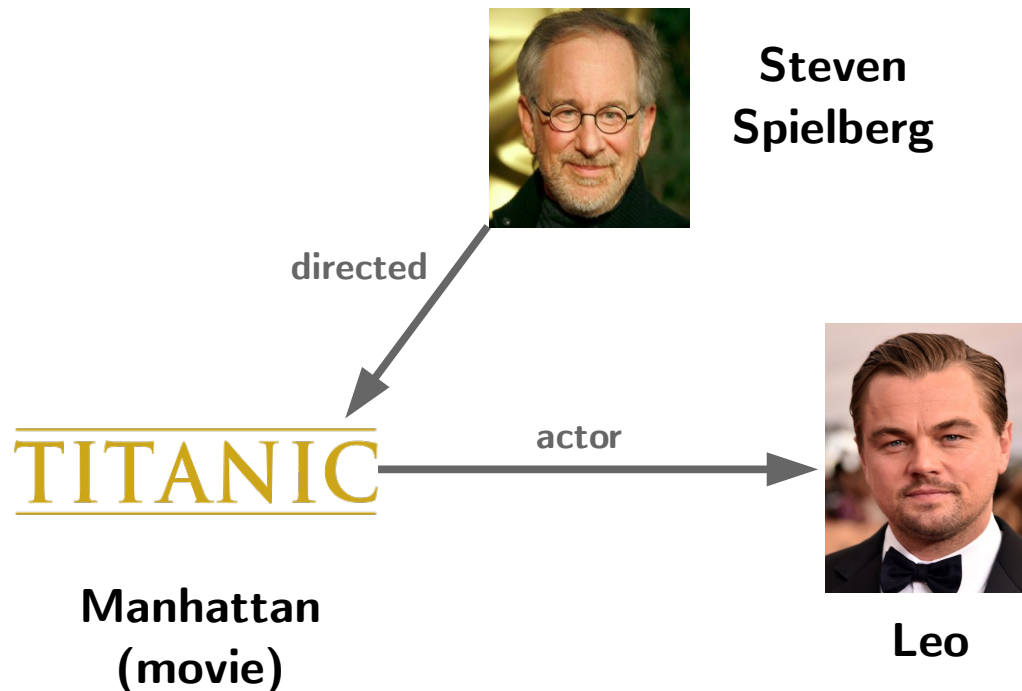 Steven
Spielberg
directed
TITANIC
actor
Manhattan
(movie)
Leo